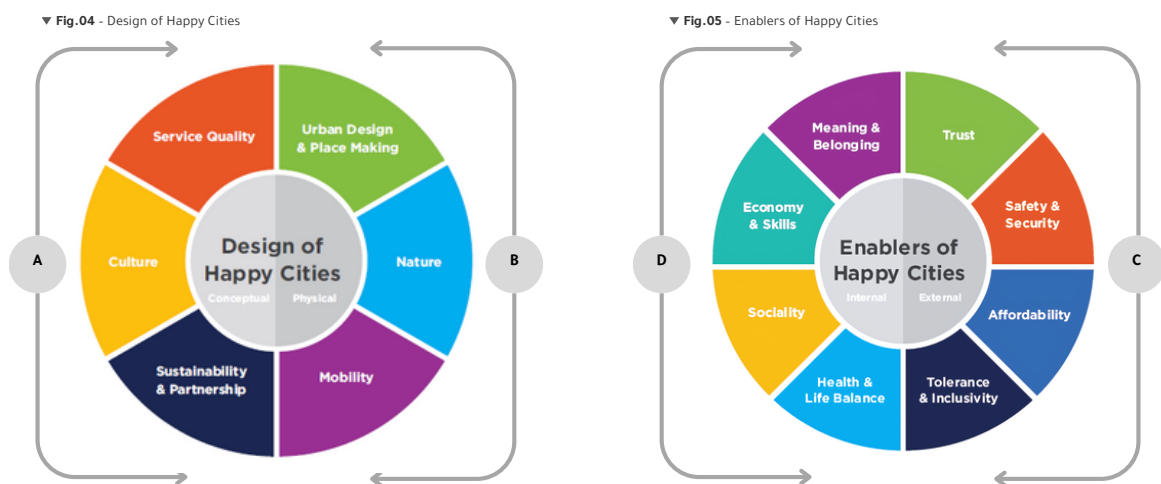 ▼ Fig.04 - Design of Happy Cities
A
B
Service Quality
Urban Design
& Place Making
Culture
Nature
Sustainability
& Partnership
Mobility
Design of
Happy Cities
Conceptual
Physical
▼ Fig.05 - Enablers of Happy Cities
D
C
Meaning &
Belonging
Trust
Economy
& Skills
Safety &
Security
Sociality
Affordability
Health &
Life Balance
Tolerance
& Inclusivity
Enablers of
Happy Cities
Internal
External